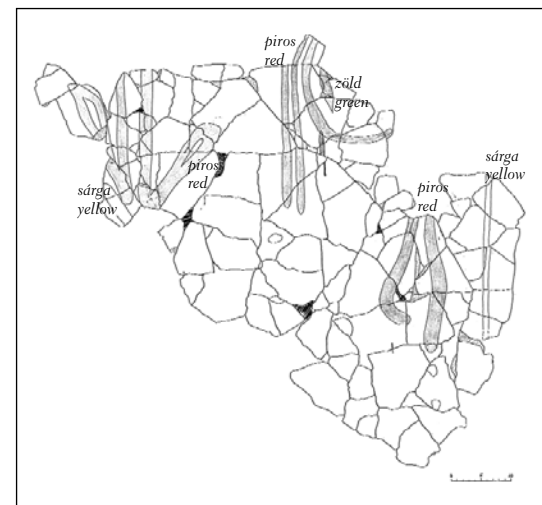 piros
red
zöld
green
piros
red
sárga
yellow
piros
red
sárga
yellow